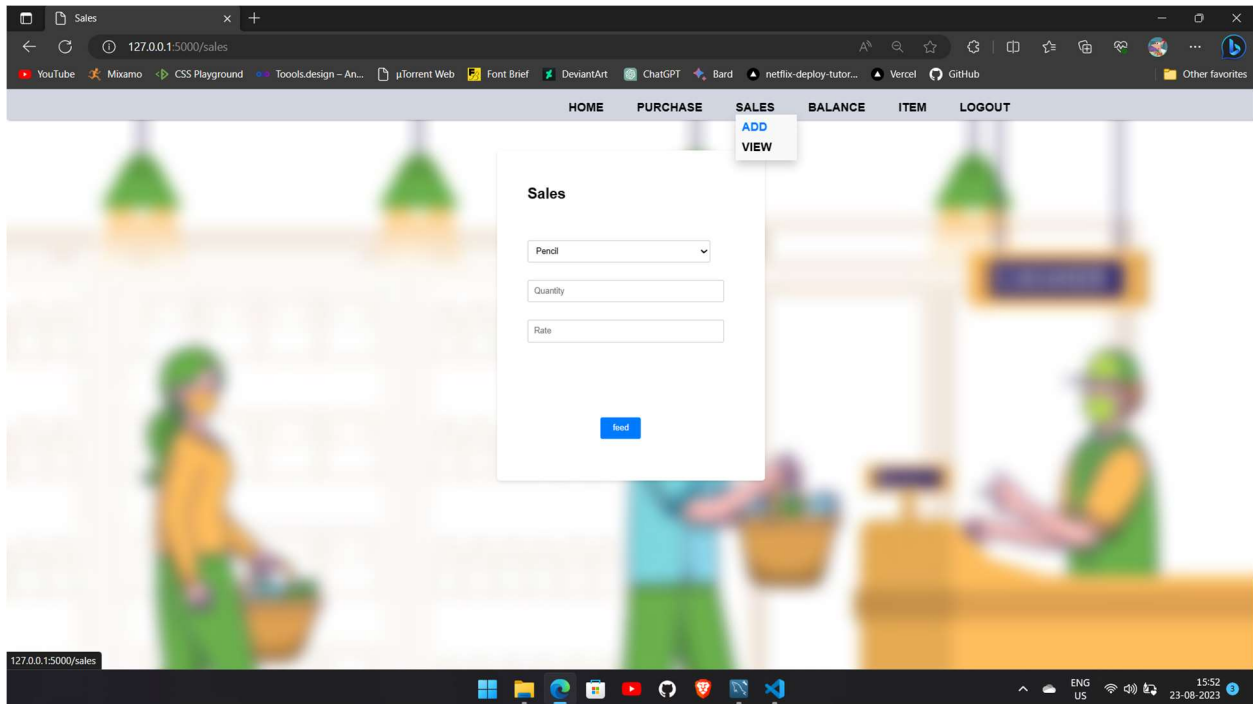 Sales
127.0.0.1:5000/sales
YouTube Mixamo CSS Playground Toools.design – An... µTorrent Web Font Brief DeviantArt ChatGPT Bard netflix-deploy-tutor... Vercel GitHub Other favorites
HOME PURCHASE SALES BALANCE ITEM LOGOUT
ADD
VIEW
Sales
Pencil
Quantity
Rate
feed
127.0.0.1:5000/sales
ENG 15:52
US 23-08-2023 3